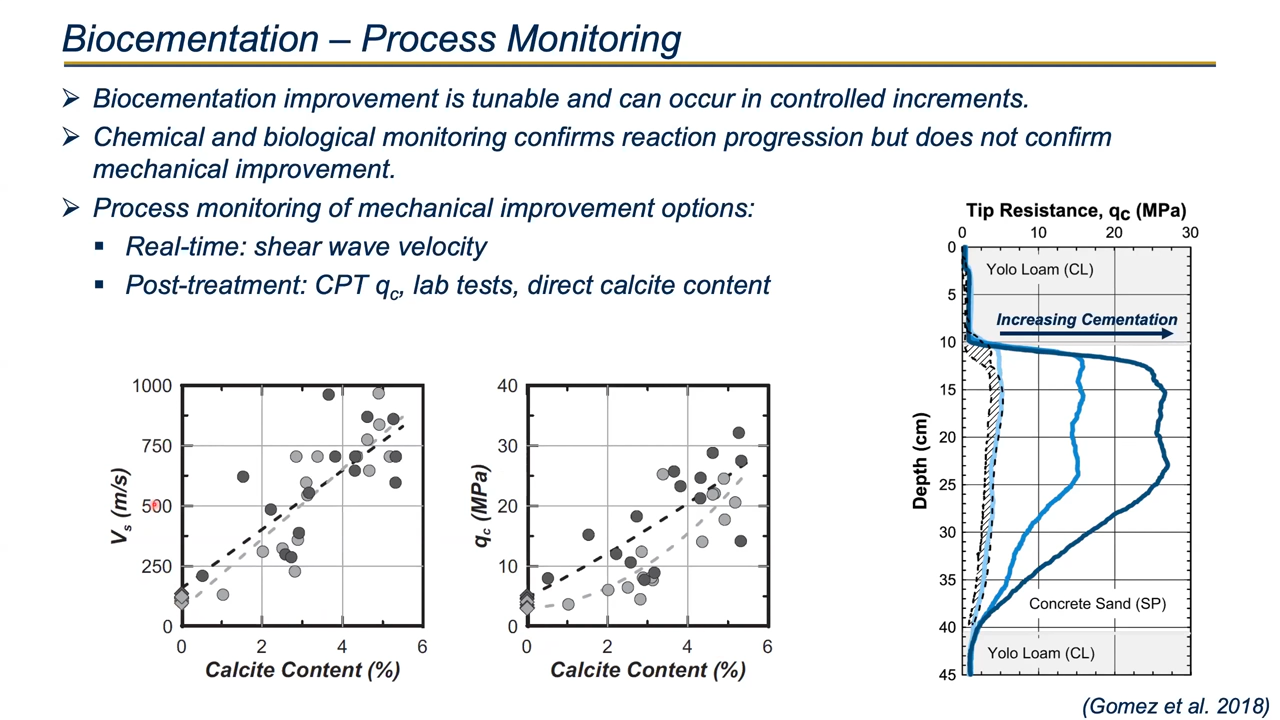 Biocementation – Process Monitoring
➢ Biocementation improvement is tunable and can occur in controlled increments.
➢ Chemical and biological monitoring confirms reaction progression but does not confirm
mechanical improvement.
➢ Process monitoring of mechanical improvement options:
▪ Real-time: shear wave velocity
▪ Post-treatment: CPT qc, lab tests, direct calcite content
1000
750
500
250
0
Vs (m/s)
0 2 4 6
Calcite Content (%)
40
30
20
10
0
qc (MPa)
0 2 4 6
Calcite Content (%)
Tip Resistance, qc (MPa)
0 10 20 30
0
Yolo Loam (CL)
5
Increasing Cementation
10
15
20
25
30
35
Concrete Sand (SP)
40
Yolo Loam (CL)
45
Depth (cm)
(Gomez et al. 2018)